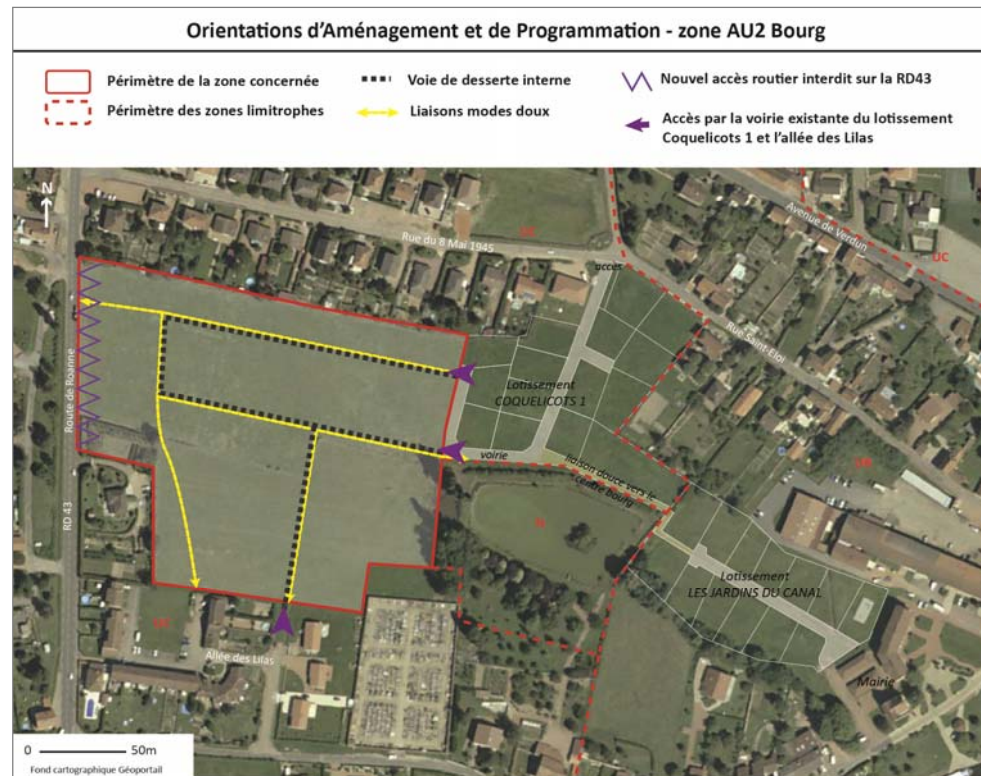 Orientations d'Aménagement et de Programmation - zone AU2 Bourg
Périmètre de la zone concernée
Périmètre des zones limitrophes
Voie de desserte interne
Liaisons modes doux
Nouvel accès routier interdit sur la RD43
Accès par la voirie existante du lotissement
Coquelicots 1 et l'allée des Lilas
N
Rue du 8 Mai 1945
Avenue de Verdun
UC
accès
Rue Saint-Eloi
Route de Roanne
RD 43
Lotissement
COQUELICOTS 1
voirie
liaison douce vers le
centre bourg
Lotissement
LES JARDINS DU CANAL
Allée des Lilas
Mairie
0 50m
Fond cartographique Géoportail